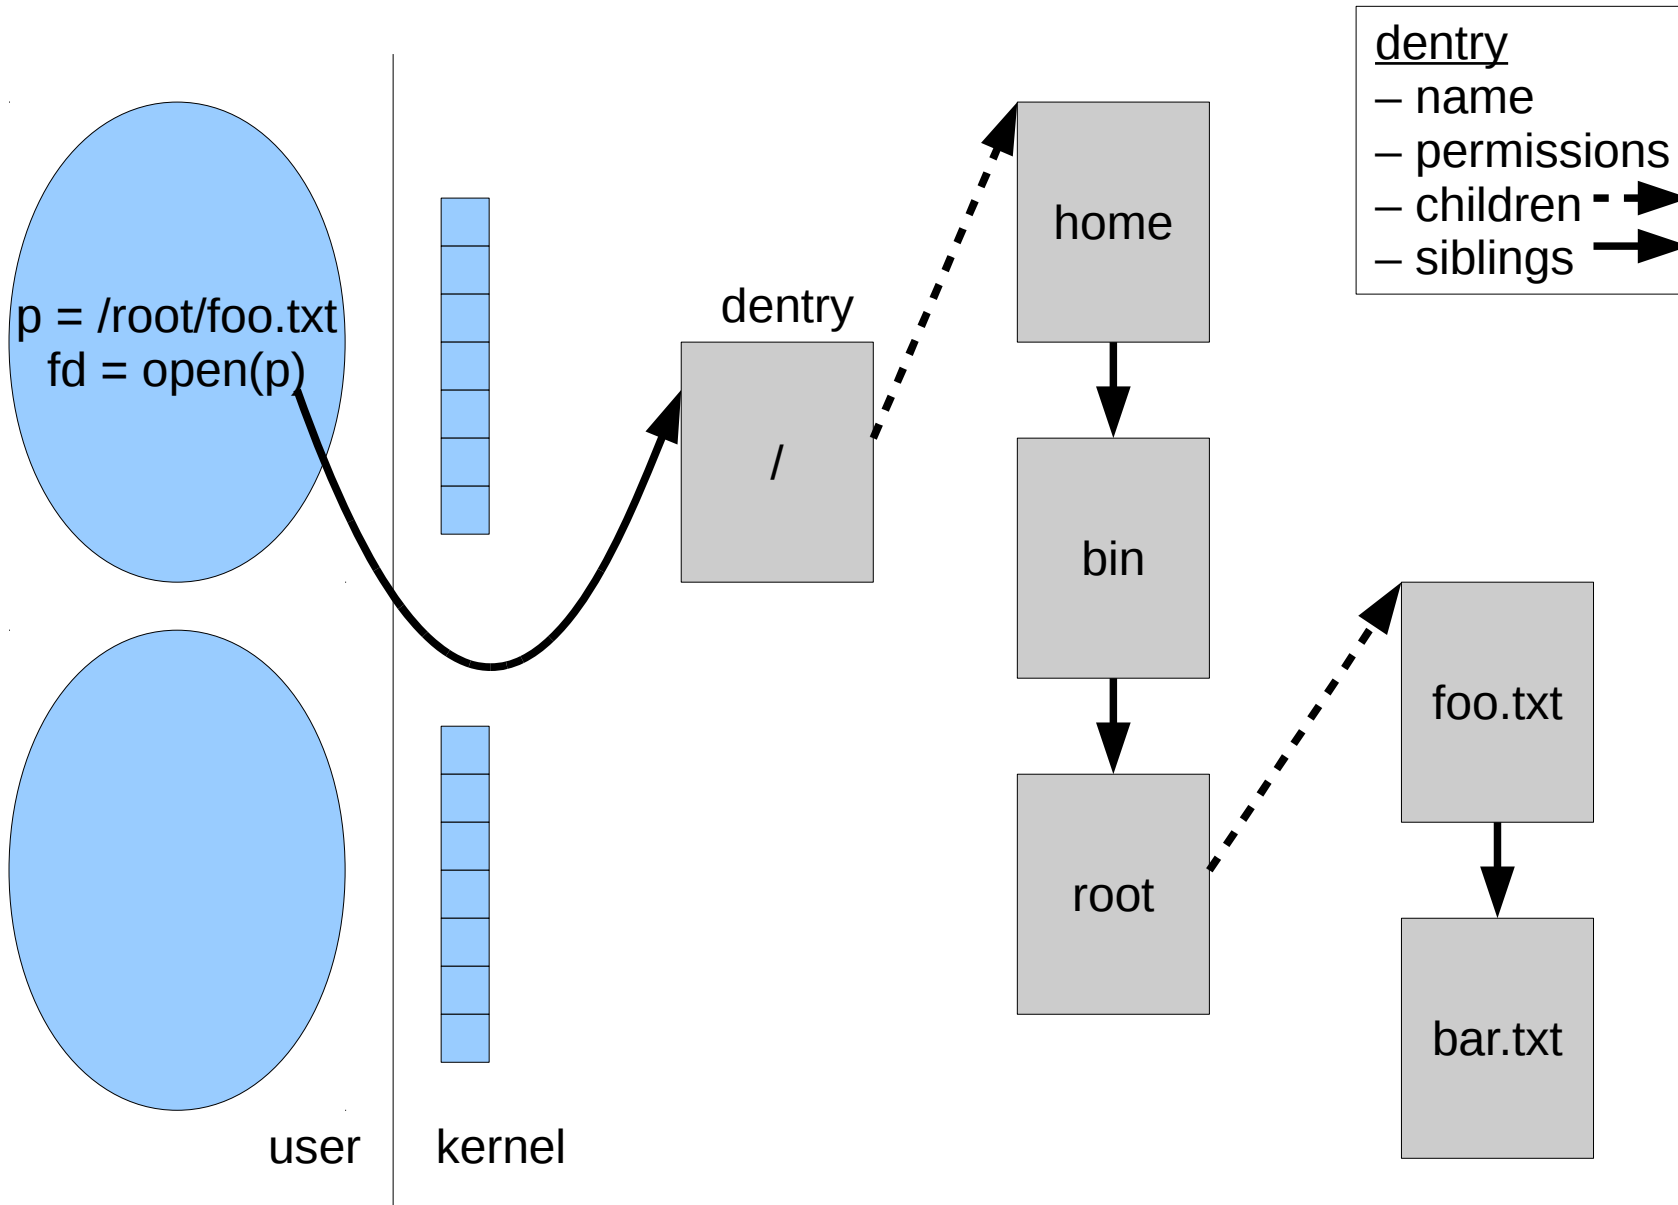 p = /root/foo.txt
fd = open(p)
dentry
/
home
bin
root
foo.txt
bar.txt
dentry
– name
– permissions
– children
– siblings
user
kernel